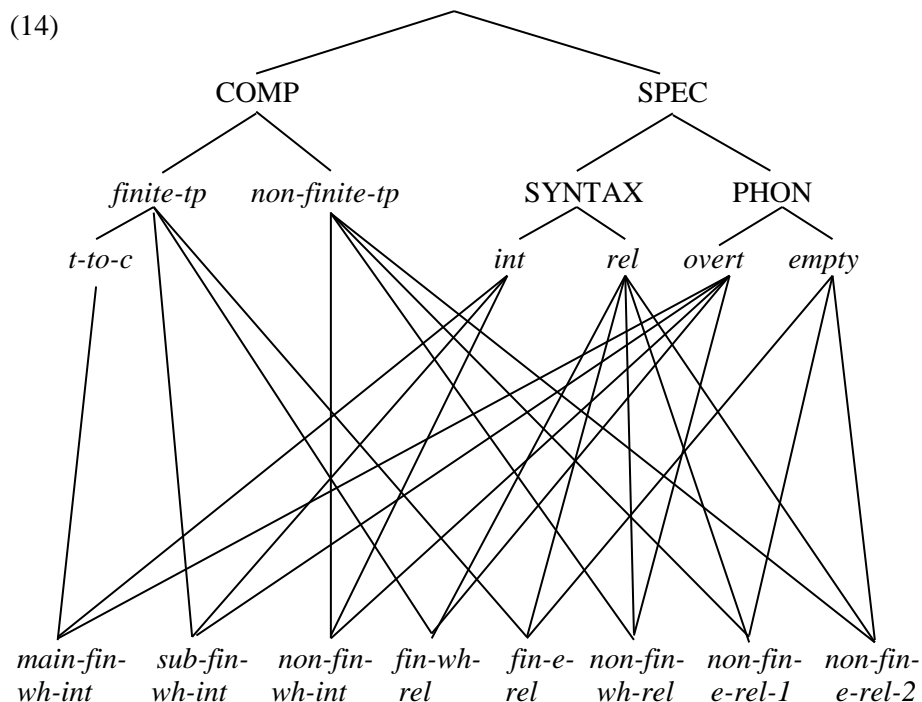 (14)
COMP SPEC
finite-tp non-finite-tp SYNTAX PHON
t-to-c int rel overt empty
main-fin- sub-fin- non-fin- fin-wh- fin-e- non-fin- non-fin- non-fin-
wh-int wh-int wh-int rel rel wh-rel e-rel-1 e-rel-2